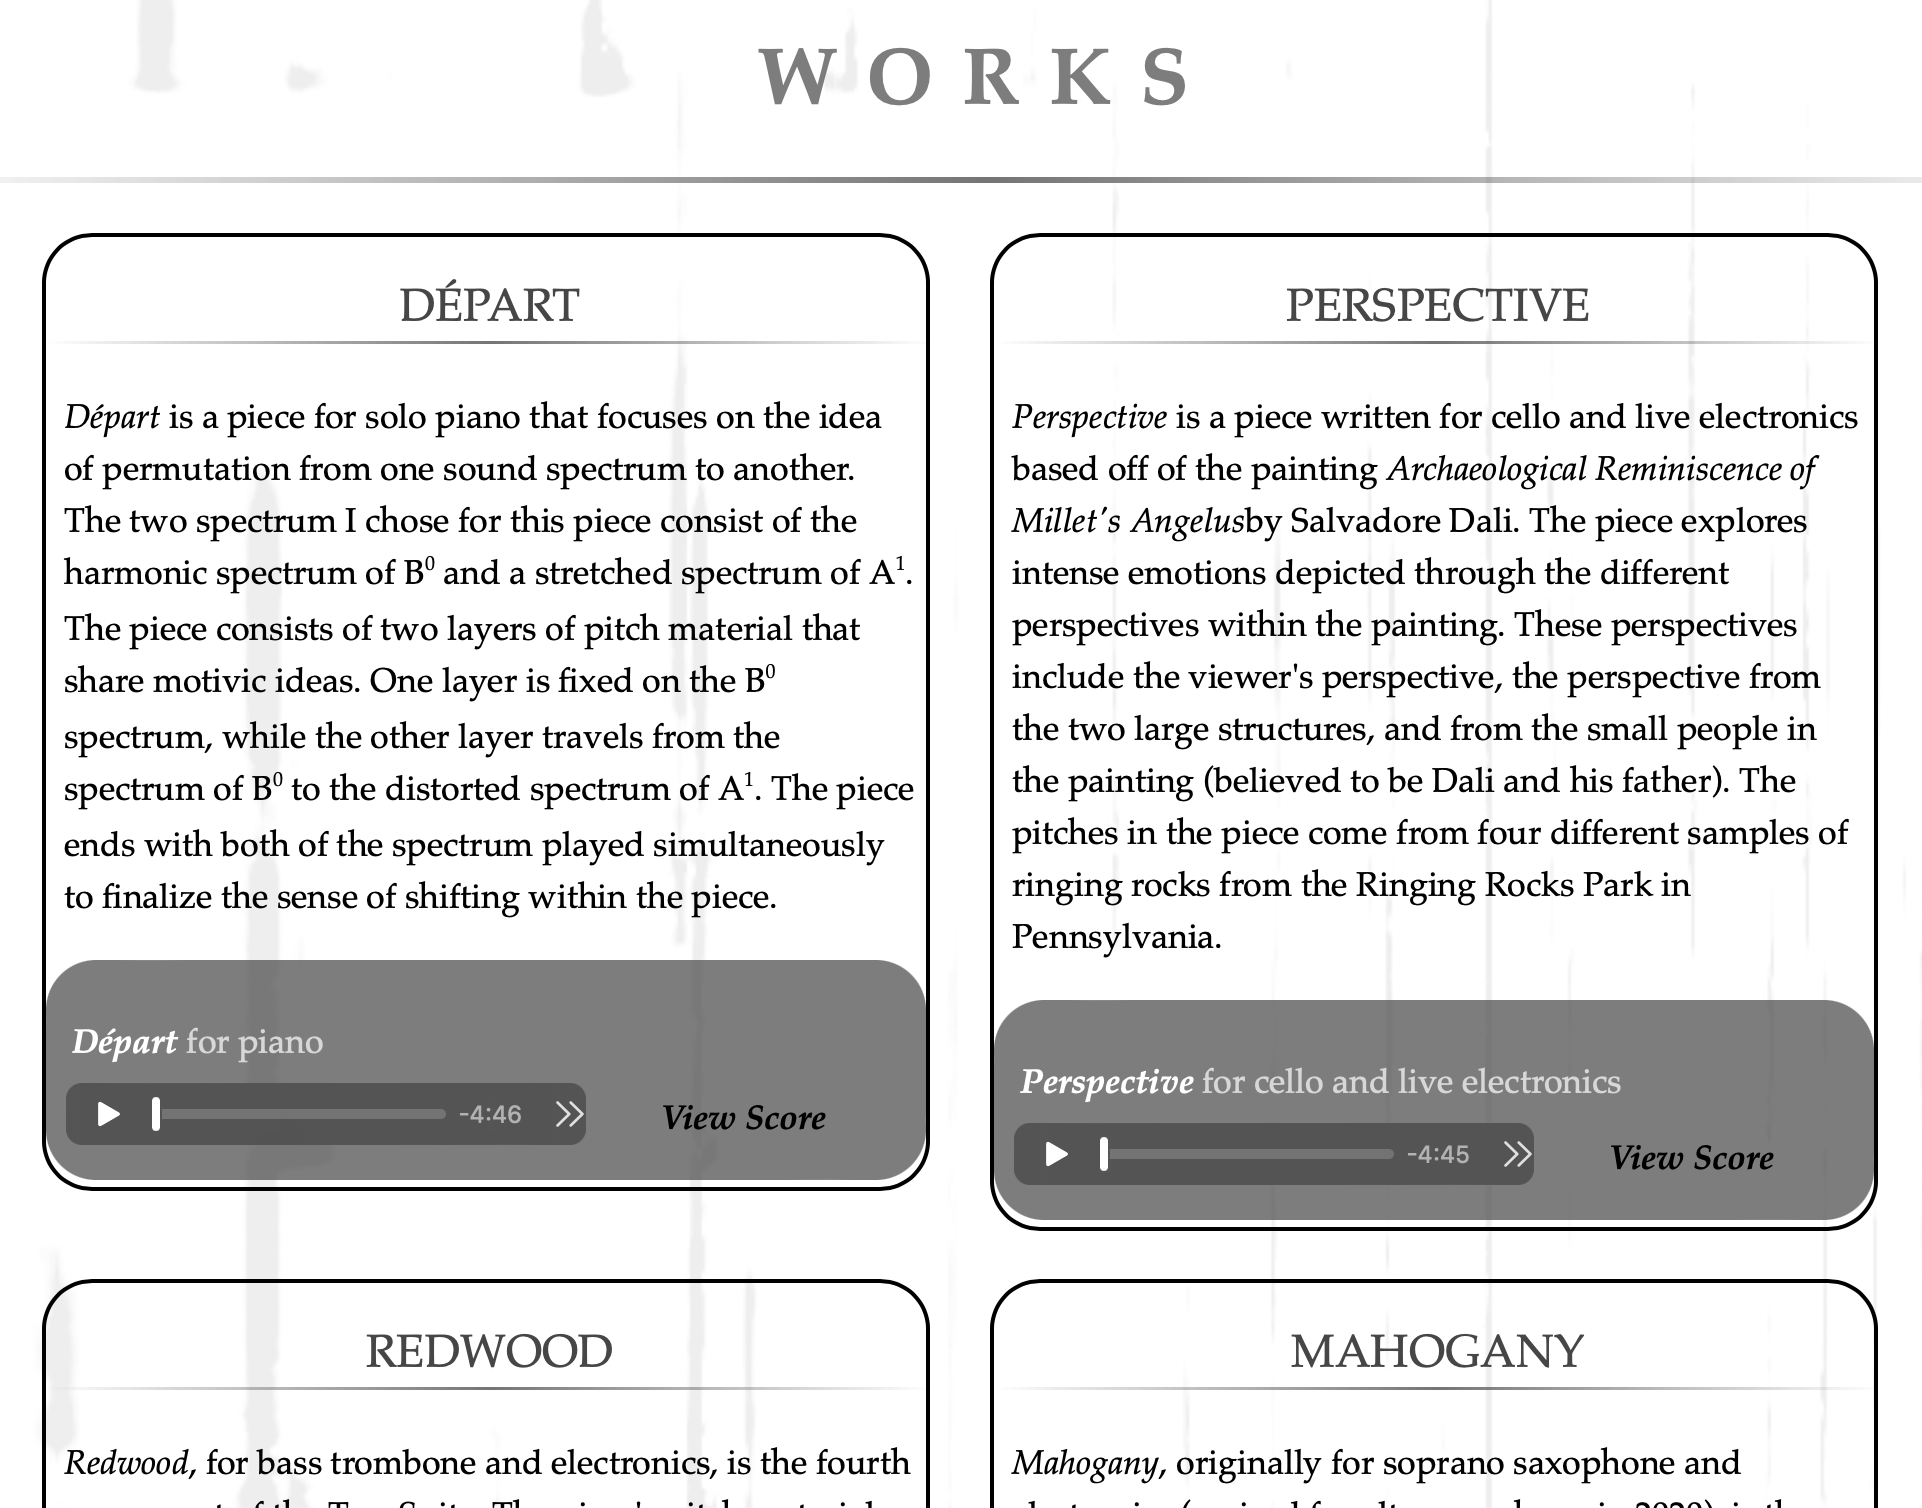 WORKS
DÉPART
Départ is a piece for solo piano that focuses on the idea
of permutation from one sound spectrum to another.
The two spectrum I chose for this piece consist of the
harmonic spectrum of B⁰ and a stretched spectrum of A¹.
The piece consists of two layers of pitch material that
share motivic ideas. One layer is fixed on the B⁰
spectrum, while the other layer travels from the
spectrum of B⁰ to the distorted spectrum of A¹. The piece
ends with both of the spectrum played simultaneously
to finalize the sense of shifting within the piece.
Départ for piano
-4:46
View Score
PERSPECTIVE
Perspective is a piece written for cello and live electronics
based off of the painting Archaeological Reminiscence of
Millet's Angelusby Salvadore Dali. The piece explores
intense emotions depicted through the different
perspectives within the painting. These perspectives
include the viewer's perspective, the perspective from
the two large structures, and from the small people in
the painting (believed to be Dali and his father). The
pitches in the piece come from four different samples of
ringing rocks from the Ringing Rocks Park in
Pennsylvania.
Perspective for cello and live electronics
-4:45
View Score
REDWOOD
Redwood, for bass trombone and electronics, is the fourth
MAHOGANY
Mahogany, originally for soprano saxophone and